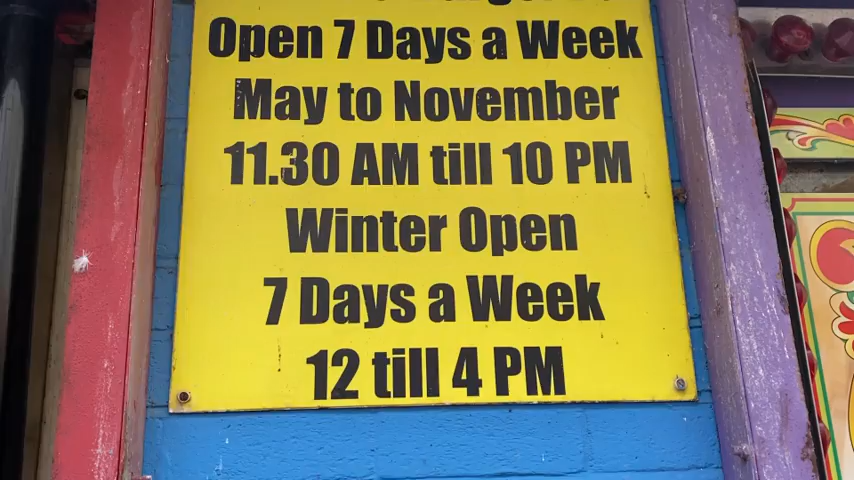 Open 7 Days a Week
May to November
11.30 AM till 10 PM
Winter Open
7 Days a Week
12 till 4 PM